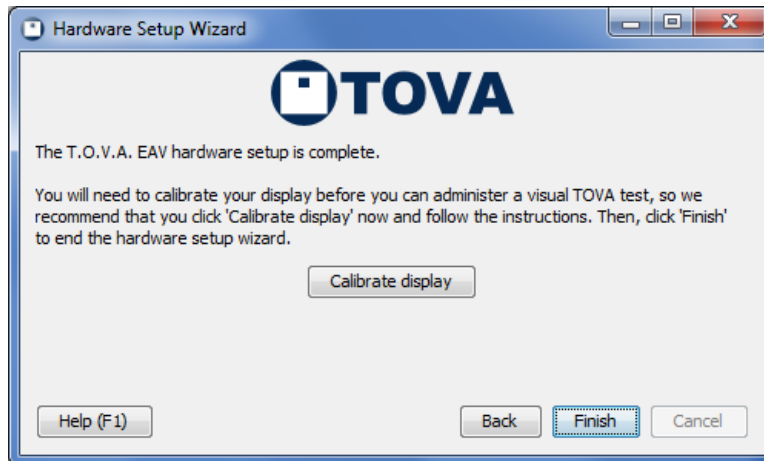 Hardware Setup Wizard
TOVA
The T.O.V.A. EAV hardware setup is complete.
You will need to calibrate your display before you can administer a visual TOVA test, so we
recommend that you click 'Calibrate display' now and follow the instructions. Then, click 'Finish'
to end the hardware setup wizard.
Calibrate display
Help (F1) Back Finish Cancel